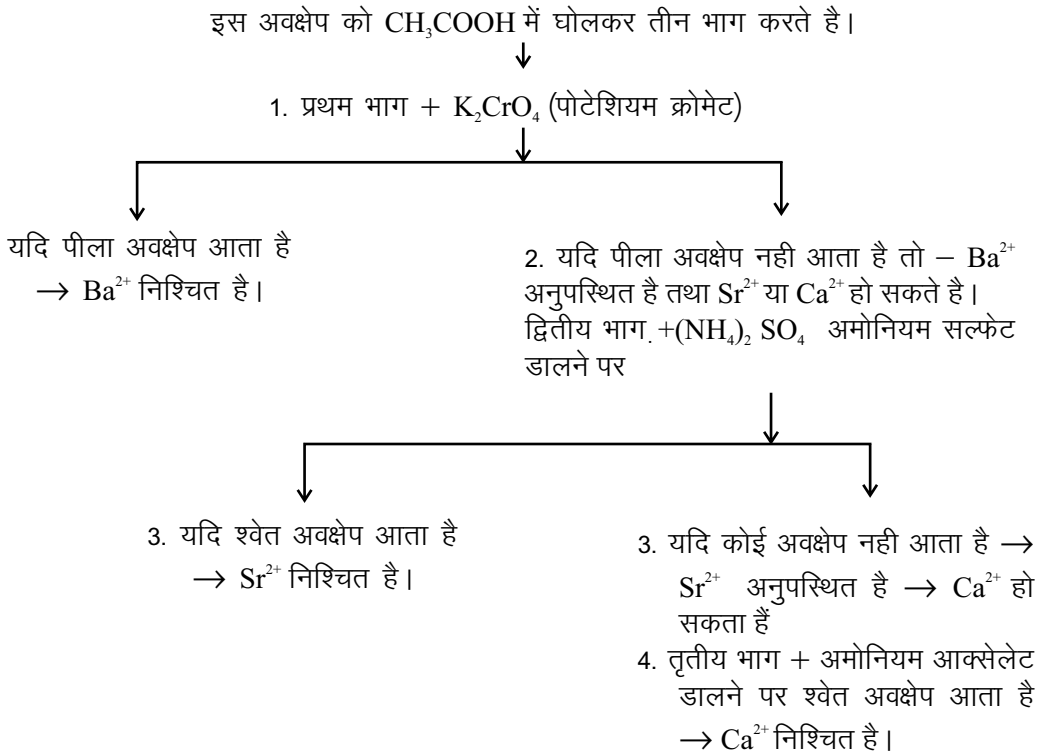 इस अवक्षेप को CH₃COOH में घोलकर तीन भाग करते है।
1. प्रथम भाग + K₂CrO₄ (पोटेशियम क्रोमेट)
यदि पीला अवक्षेप आता है
→ Ba²⁺ निश्चित है।
2. यदि पीला अवक्षेप नही आता है तो – Ba²⁺
अनुपस्थित है तथा Sr²⁺ या Ca²⁺ हो सकते है।
द्वितीय भाग. +(NH₄)₂ SO₄ अमोनियम सल्फेट
डालने पर
3. यदि श्वेत अवक्षेप आता है
→ Sr²⁺ निश्चित है।
3. यदि कोई अवक्षेप नही आता है →
Sr²⁺ अनुपस्थित है → Ca²⁺ हो
सकता हैं
4. तृतीय भाग + अमोनियम आक्सेलेट
डालने पर श्वेत अवक्षेप आता है
→ Ca²⁺ निश्चित है।